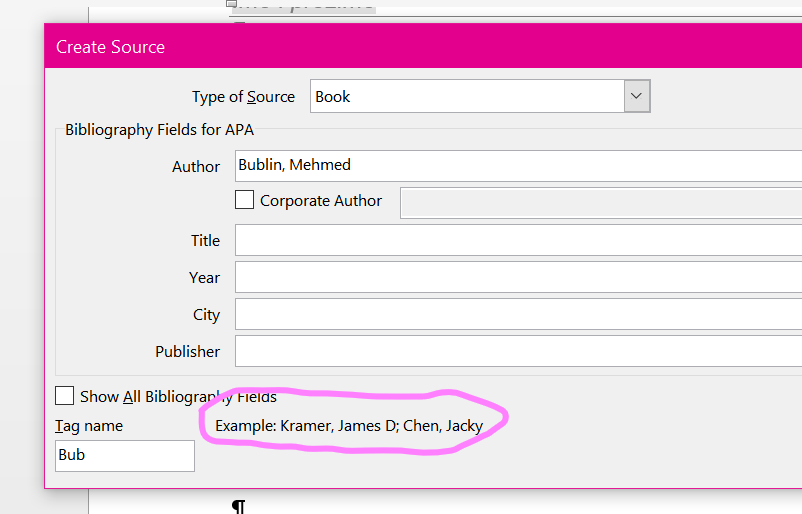 Create Source
Type of Source Book
Bibliography Fields for APA
Author Bublin, Mehmed
Corporate Author
Title
Year
City
Publisher
Show All Bibliography Fields
Tag name Example: Kramer, James D; Chen, Jacky
Bub
¶